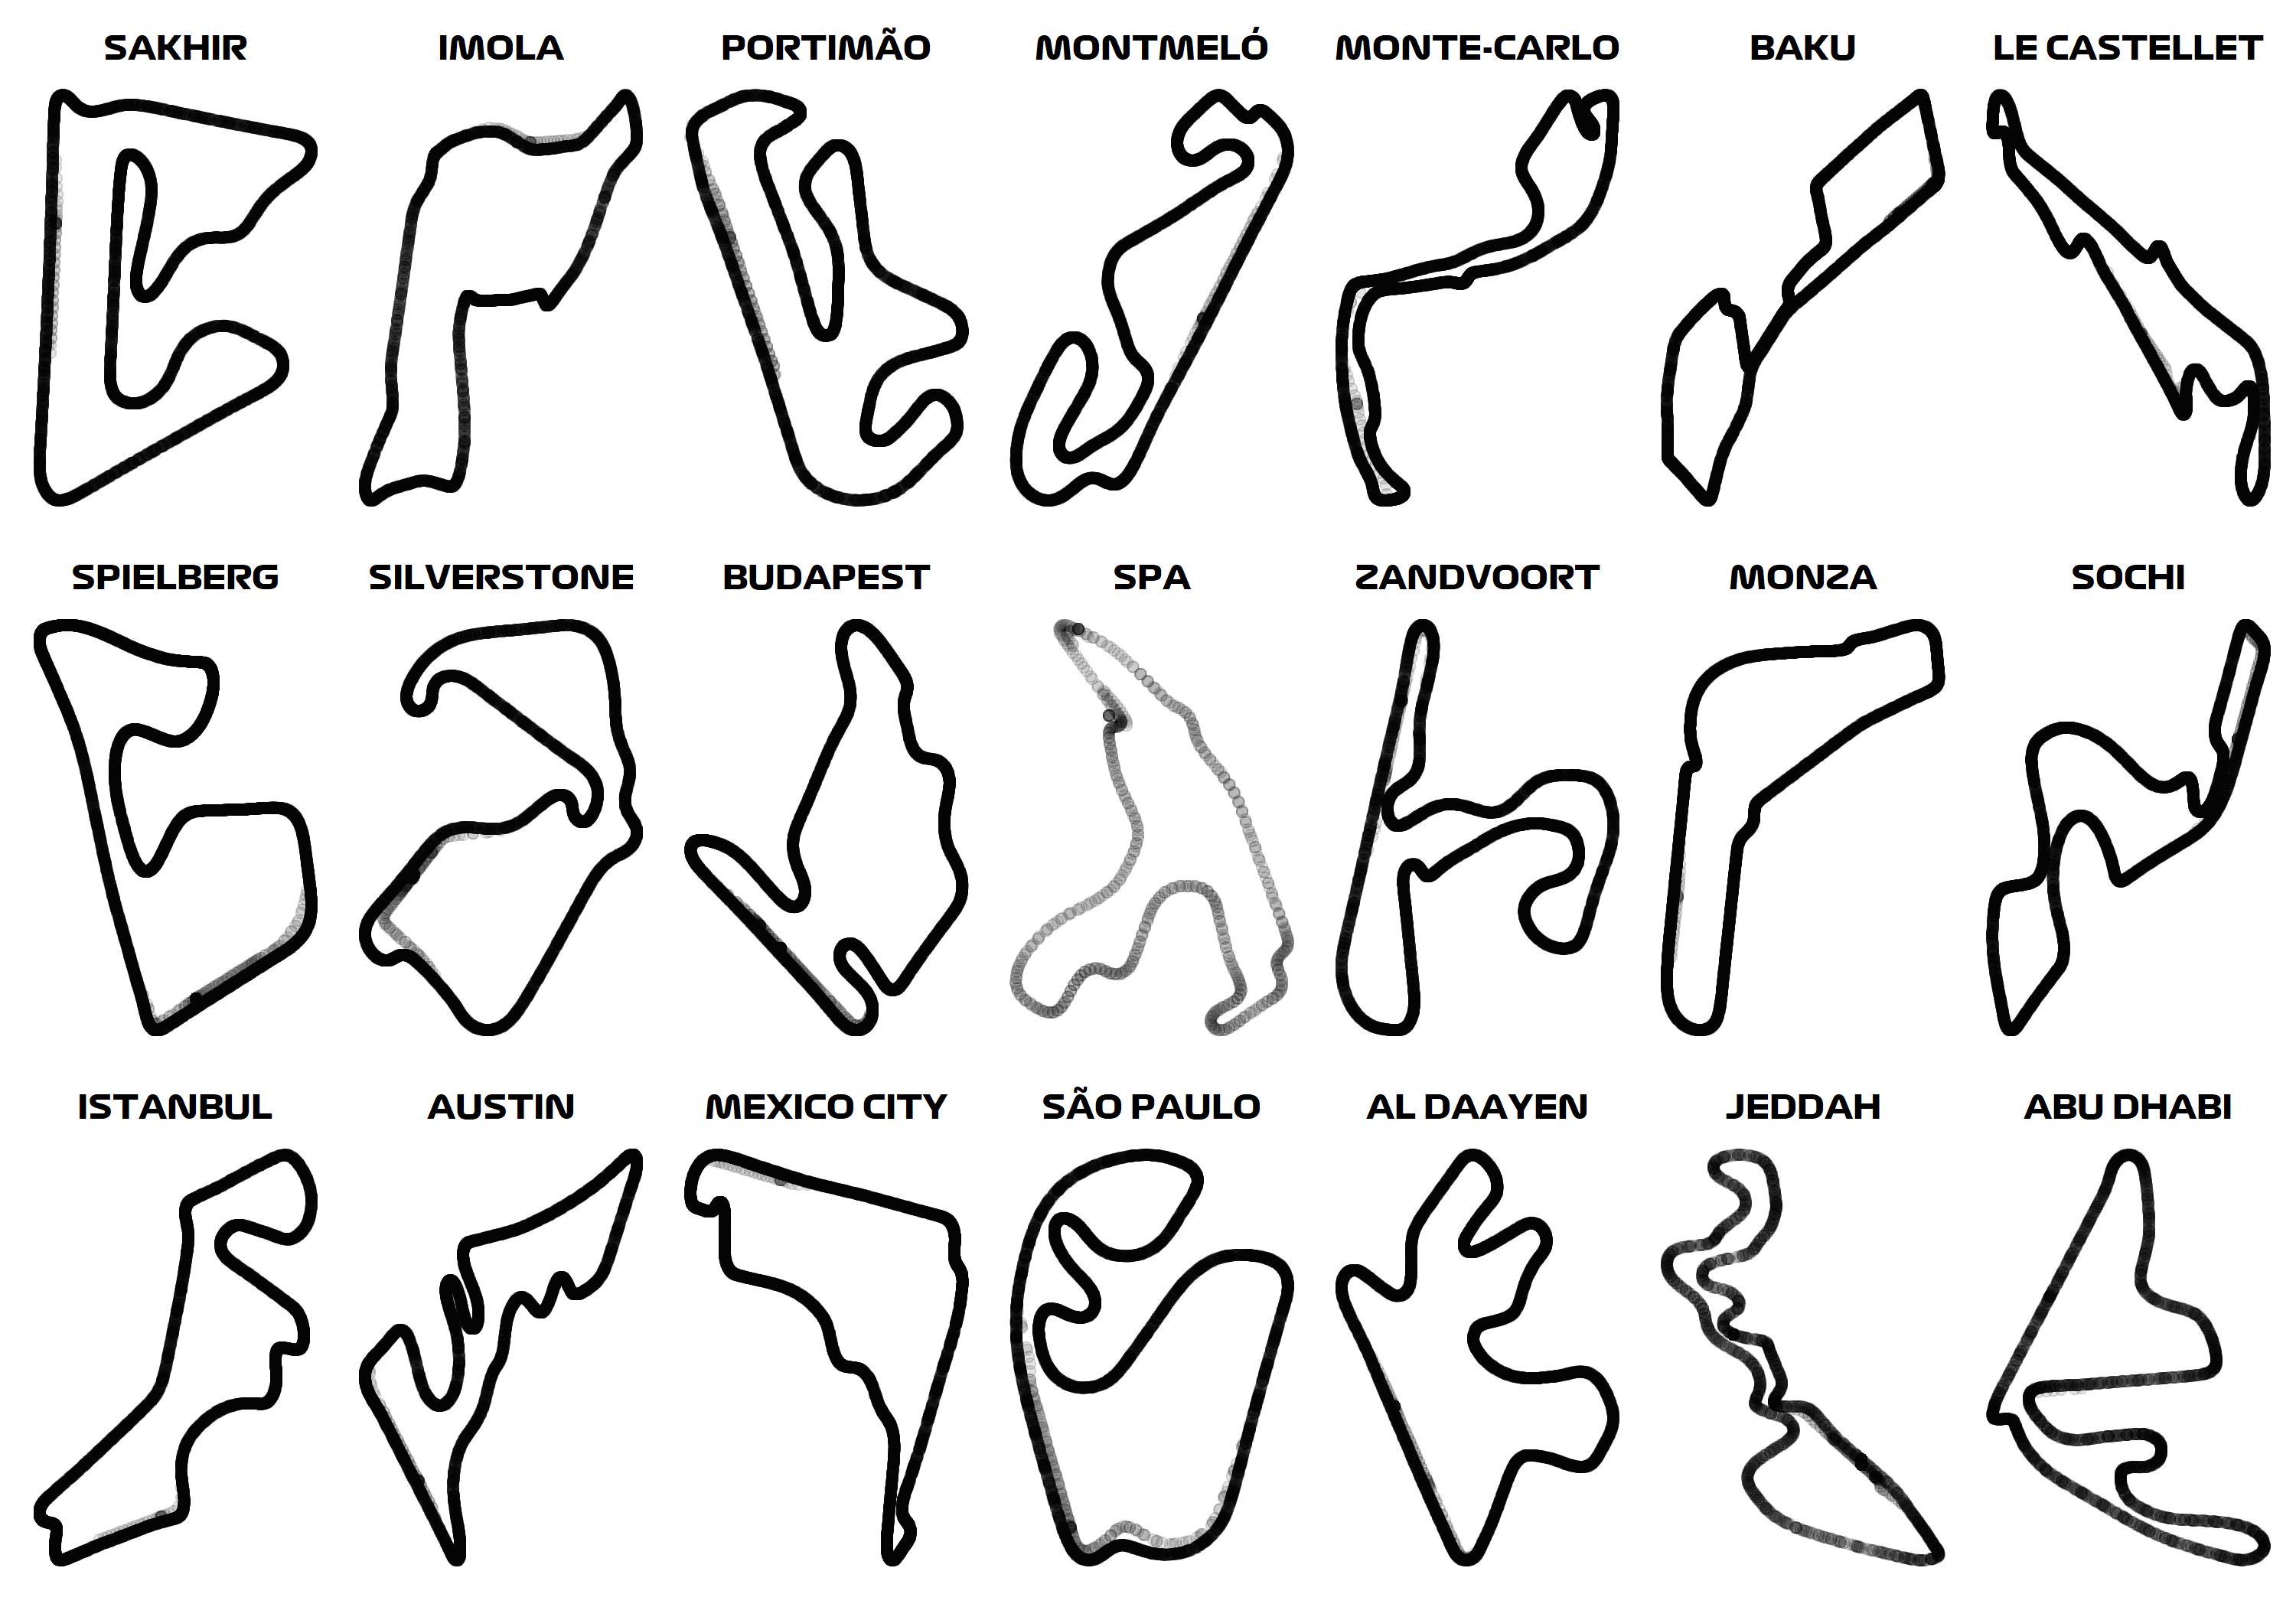 SAKHIR IMOLA PORTIMÃO MONTMELÓ MONTE-CARLO BAKU LE CASTELLET
SPIELBERG SILVERSTONE BUDAPEST SPA ZANDVOORT MONZA SOCHI
ISTANBUL AUSTIN MEXICO CITY SÃO PAULO AL DAAYEN JEDDAH ABU DHABI